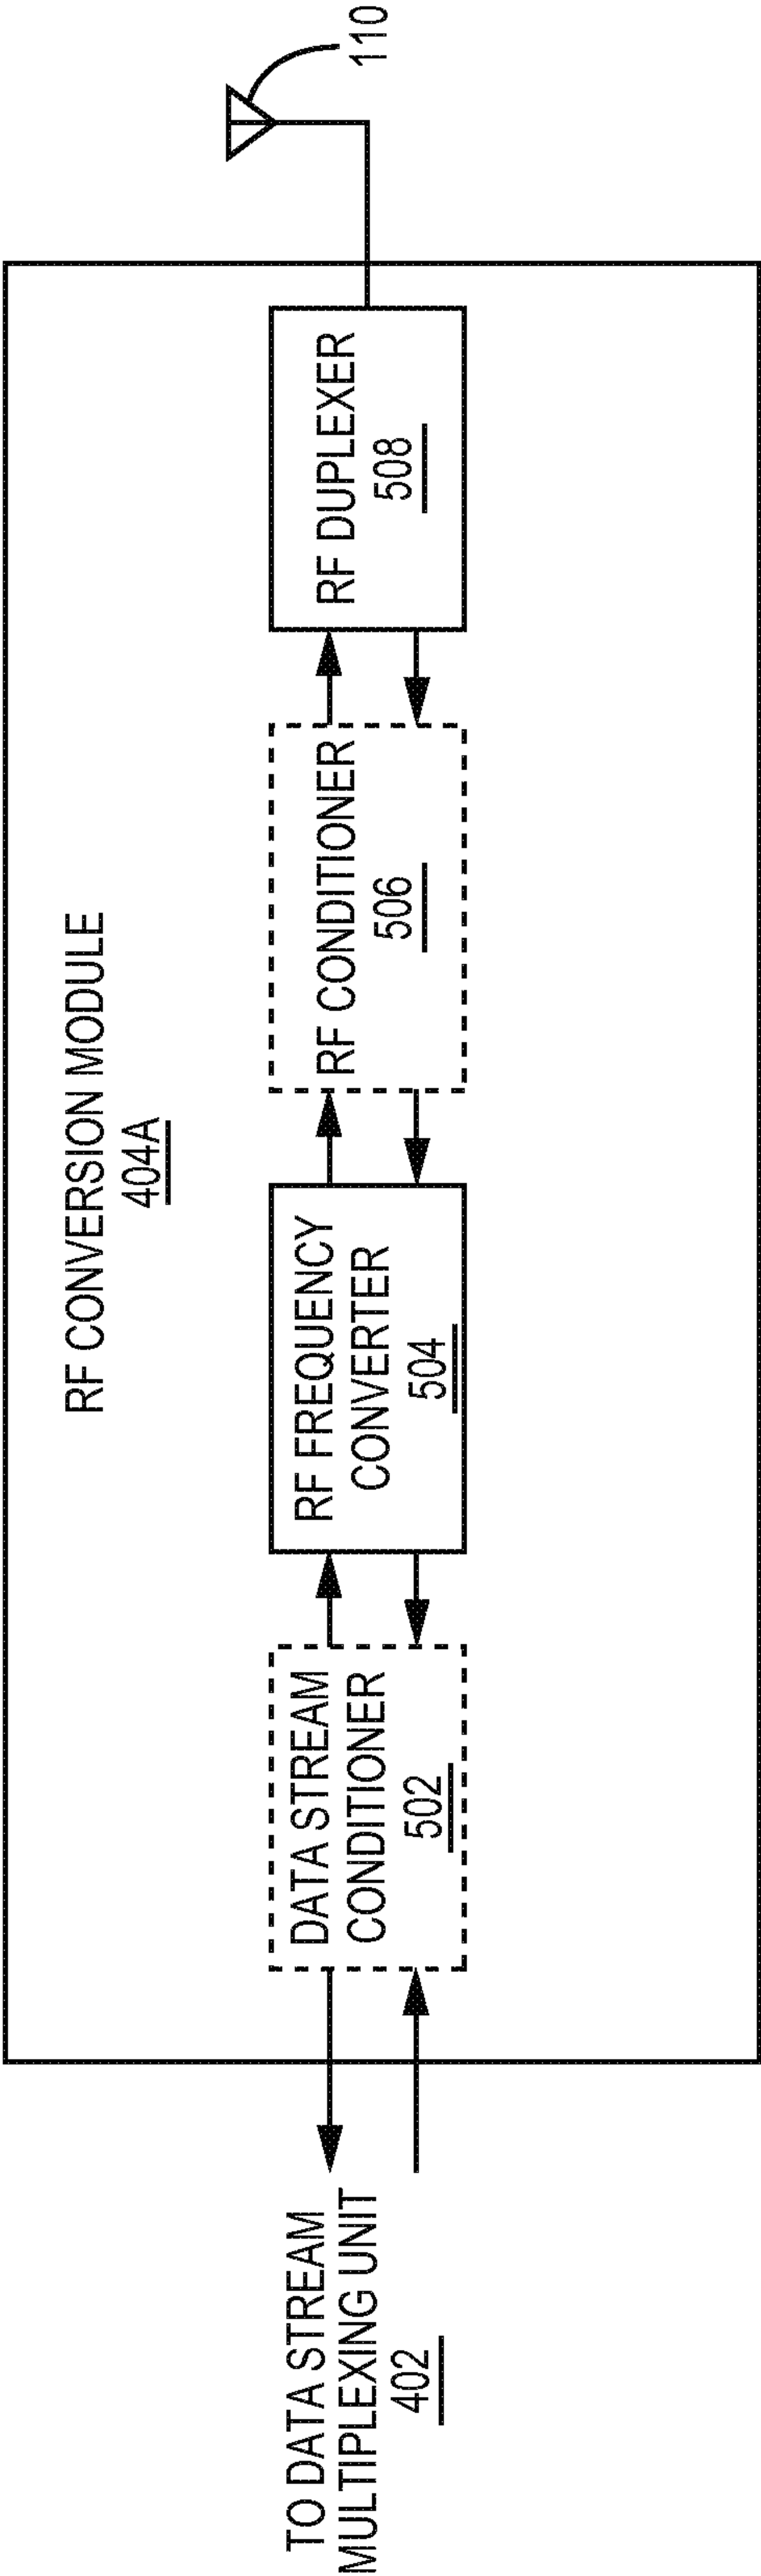 RF CONVERSION MODULE
404A
TO DATA STREAM
MULTIPLEXING UNIT
402
DATA STREAM
CONDITIONER
502
RF FREQUENCY
CONVERTER
504
RF CONDITIONER
506
RF DUPLEXER
508
110